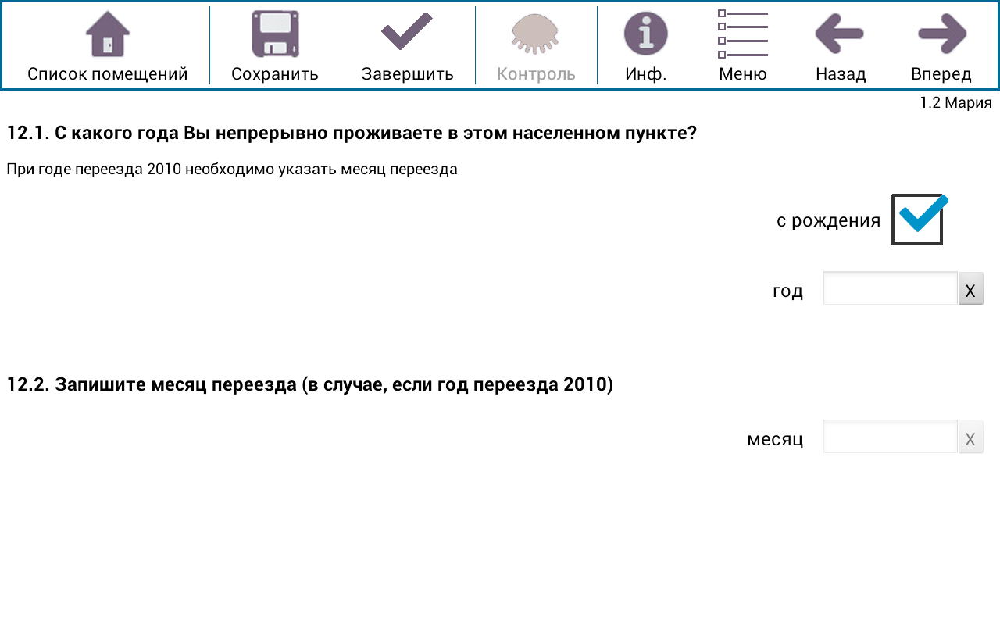 Список помещений Сохранить Завершить Контроль Инф. Меню Назад Вперед
1.2 Мария
12.1. С какого года Вы непрерывно проживаете в этом населенном пункте?
При годе переезда 2010 необходимо указать месяц переезда
с рождения
год X
12.2. Запишите месяц переезда (в случае, если год переезда 2010)
месяц X